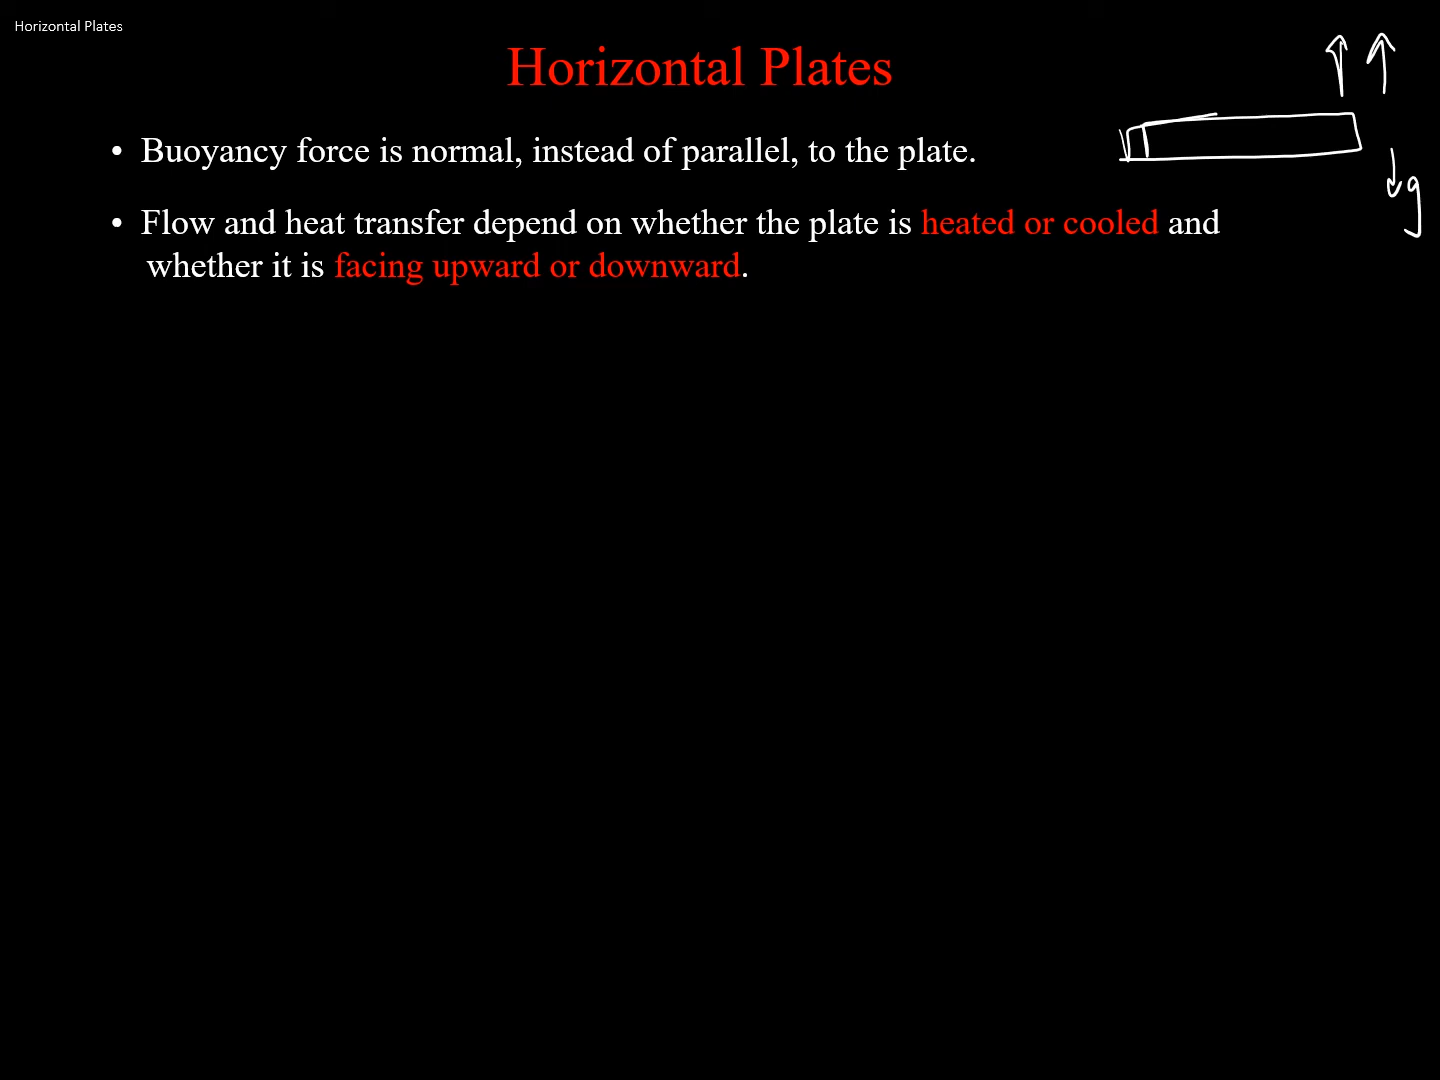 Horizontal Plates
Horizontal Plates
• Buoyancy force is normal, instead of parallel, to the plate.
• Flow and heat transfer depend on whether the plate is heated or cooled and
whether it is facing upward or downward.
g